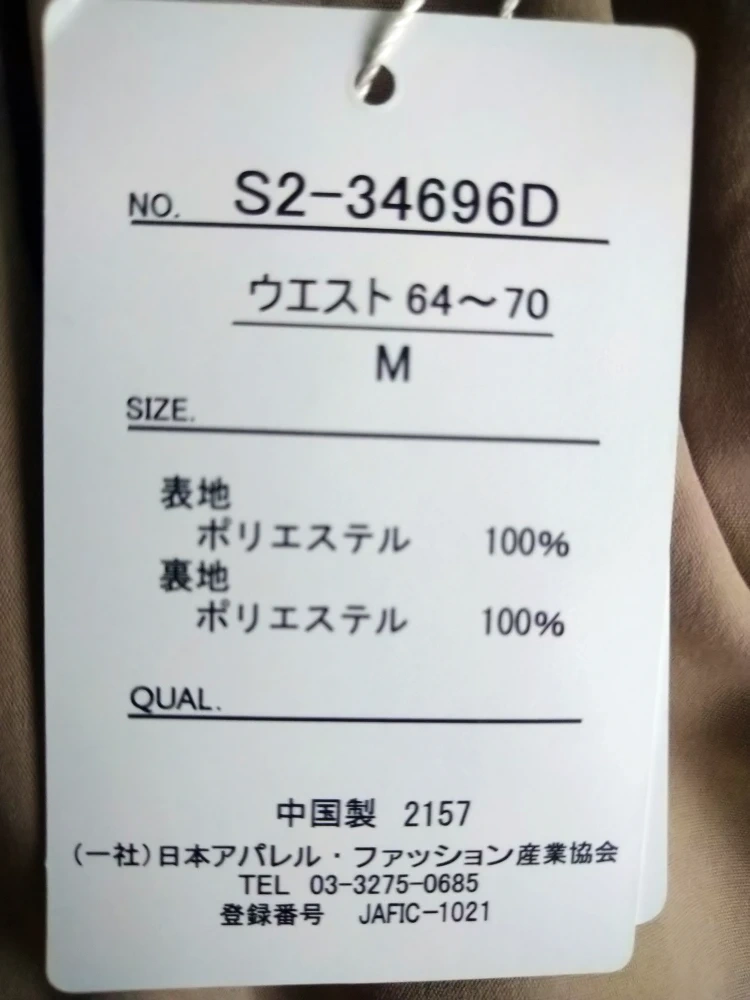 NO. S2-34696D
ウエスト 64〜70
M
SIZE.
表地
ポリエステル 100%
裏地
ポリエステル 100%
QUAL.
中国製 2157
(一社)日本アパレル・ファッション産業協会
TEL 03-3275-0685
登録番号 JAFIC-1021